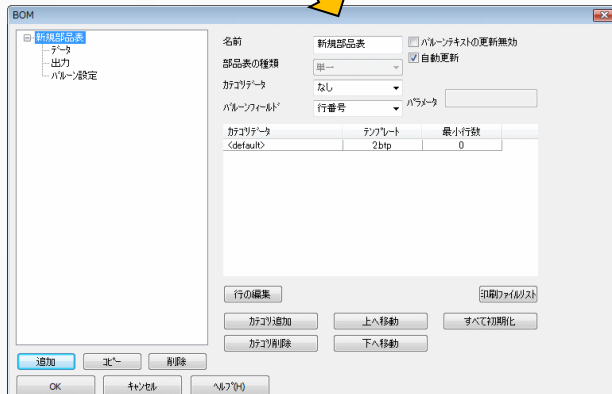 BOM
新規部品表
データ
出力
バルーン設定
名前
新規部品表
バルーンテキストの更新無効
部品表の種類
単一
自動更新
カテゴリデータ
なし
バルーンフィールド
行番号
パラメータ
カテゴリデータ テンプレート 最小行数
<default> 2.btp 0
行の編集
印刷ファイルリスト
カテゴリ追加
上へ移動
すべて初期化
カテゴリ削除
下へ移動
追加
コピー
削除
OK
キャンセル
ヘルプ(H)